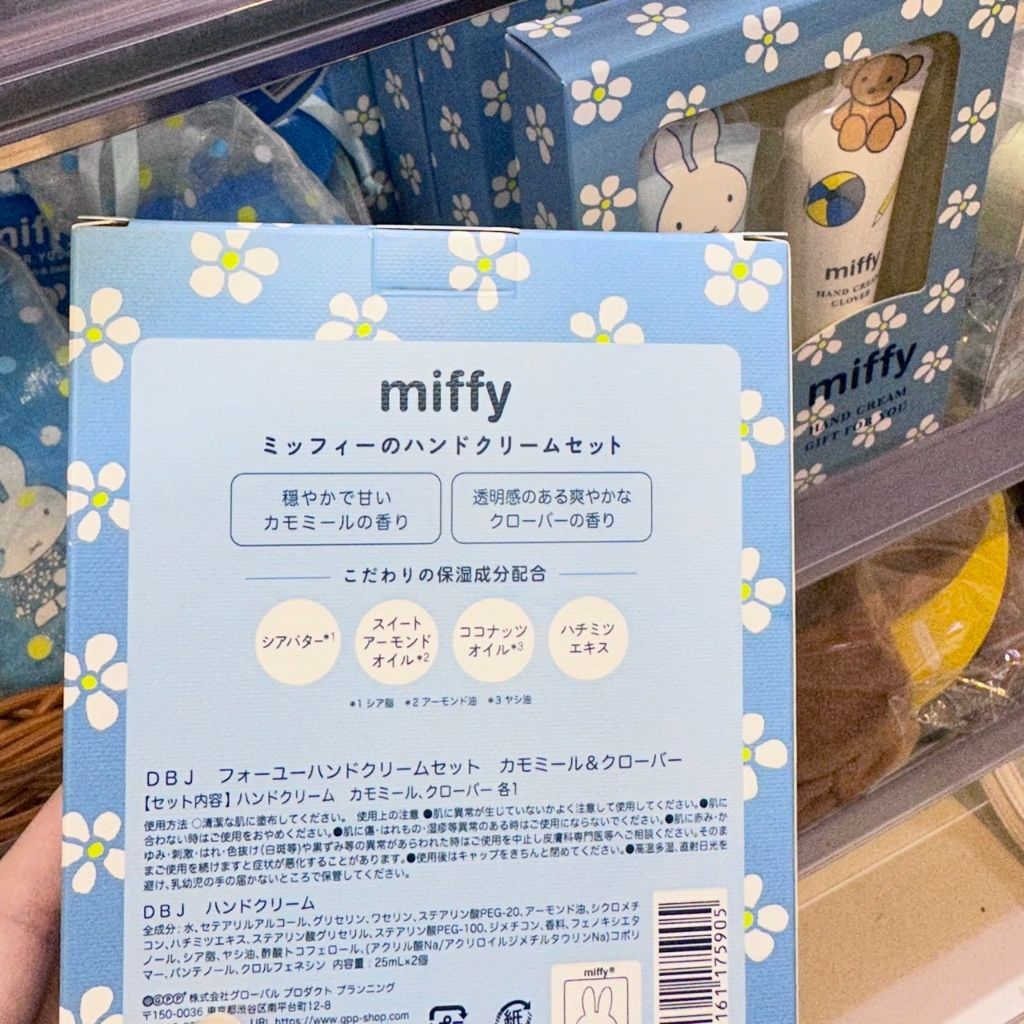 miffy
HAND CREAM
CLOVER
miffy
HAND CREAM
GIFT FOR YOU
miffy
ミッフィーのハンドクリームセット
穏やかで甘い
カモミールの香り
透明感のある爽やかな
クローバーの香り
こだわりの保湿成分配合
シアバター*1
スイート
アーモンド
オイル*2
ココナッツ
オイル*3
ハチミツ
エキス
*1 シア脂 *2 アーモンド油 *3 ヤシ油
DBJ フォーユーハンドクリームセット カモミール&クローバー
【セット内容】ハンドクリーム カモミール、クローバー 各1
使用方法 ○清潔な肌に塗布してください。 使用上の注意 ●肌に異常が生じていないかよく注意して使用してください。●肌に
合わない時はご使用をおやめください。●肌に傷・はれもの・湿疹等異常のある時はご使用にならないでください。●肌に赤み・か
ゆみ・刺激・はれ・色抜け(白斑等)や黒ずみ等の異常があらわれた時はご使用を中止し皮膚科専門医等へご相談ください。そのま
まご使用を続けますと症状が悪化することがあります。●使用後はキャップをきちんと閉めてください。●高温多湿、直射日光を
避け、乳幼児の手の届かないところで保管してください。
DBJ ハンドクリーム
全成分:水、セテアリルアルコール、グリセリン、ワセリン、ステアリン酸PEG-20、アーモンド油、シクロメチ
コン、ハチミツエキス、ステアリン酸グリセリル、ステアリン酸PEG-100、ジメチコン、香料、フェノキシエタ
ノール、シア脂、ヤシ油、酢酸トコフェロール、(アクリル酸Na/アクリロイルジメチルタウリンNa)コポリ
マー、パンテノール、クロルフェネシン 内容量:25mL×2個
GPP 株式会社グローバル プロダクト プランニング
〒150-0036 東京都渋谷区南平台町12-8
URL https://www.gpp-shop.com
miffy®
紙
16117 5905